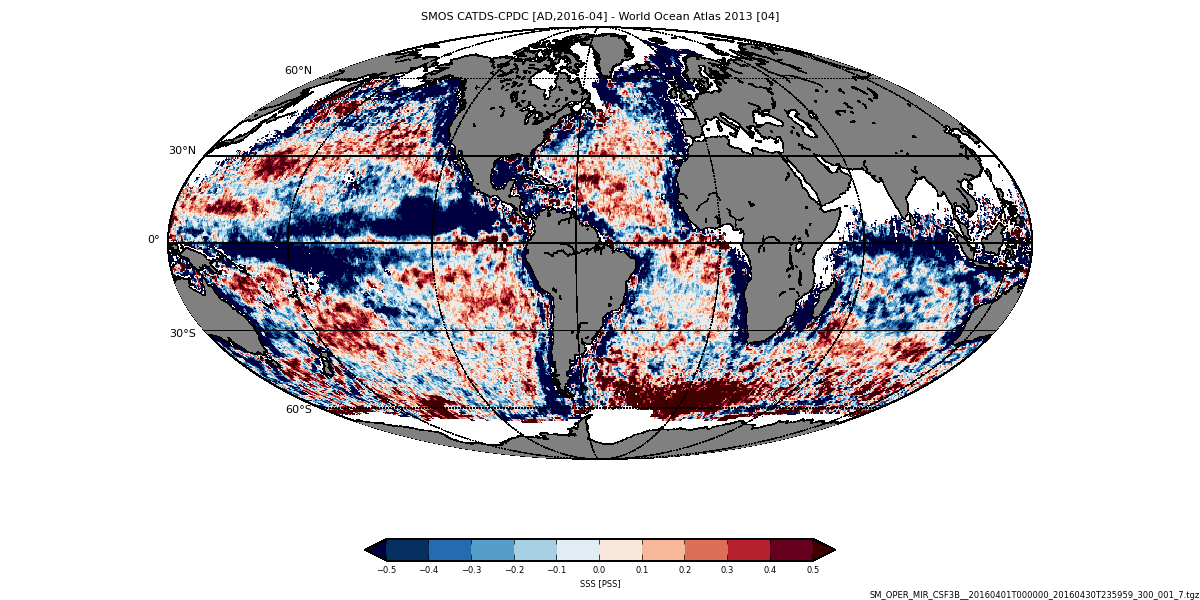 SMOS CATDS-CPDC [AD,2016-04] - World Ocean Atlas 2013 [04]
60°N
30°N
0°
30°S
60°S
−0.5 −0.4 −0.3 −0.2 −0.1 0.0 0.1 0.2 0.3 0.4 0.5
SSS [PSS]
SM_OPER_MIR_CSF3B__20160401T000000_20160430T235959_300_001_7.tgz